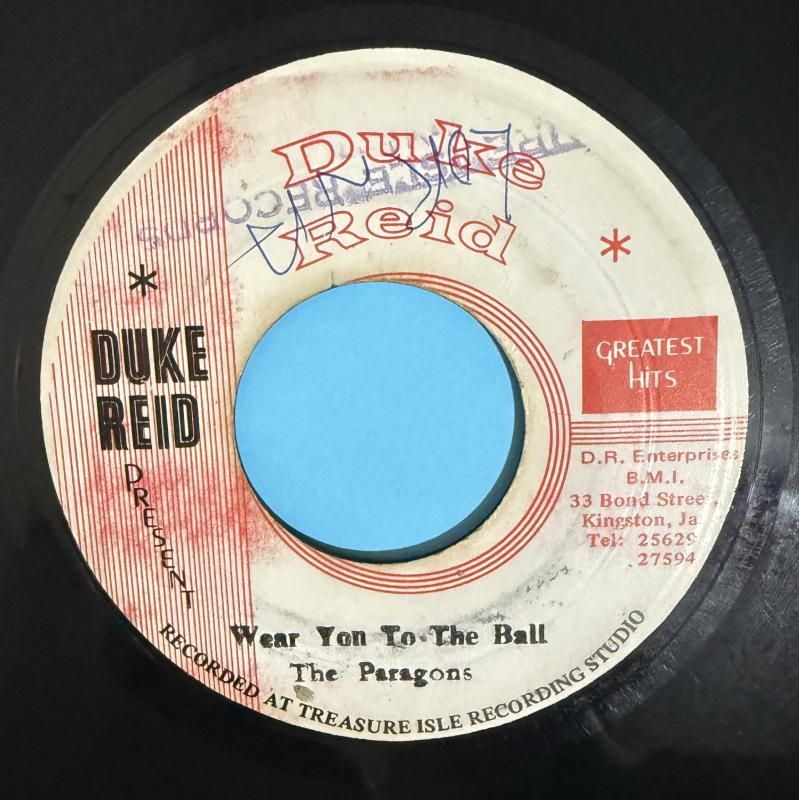 Duke
Reid
*
*
DUKE
REID
PRESENT
GREATEST
HITS
D.R. Enterprises
B.M.I.
33 Bond Street,
Kingston, Ja
Tel: 25629
27594
Wear Yon To The Ball
The Paragons
RECORDED AT TREASURE ISLE RECORDING STUDIO